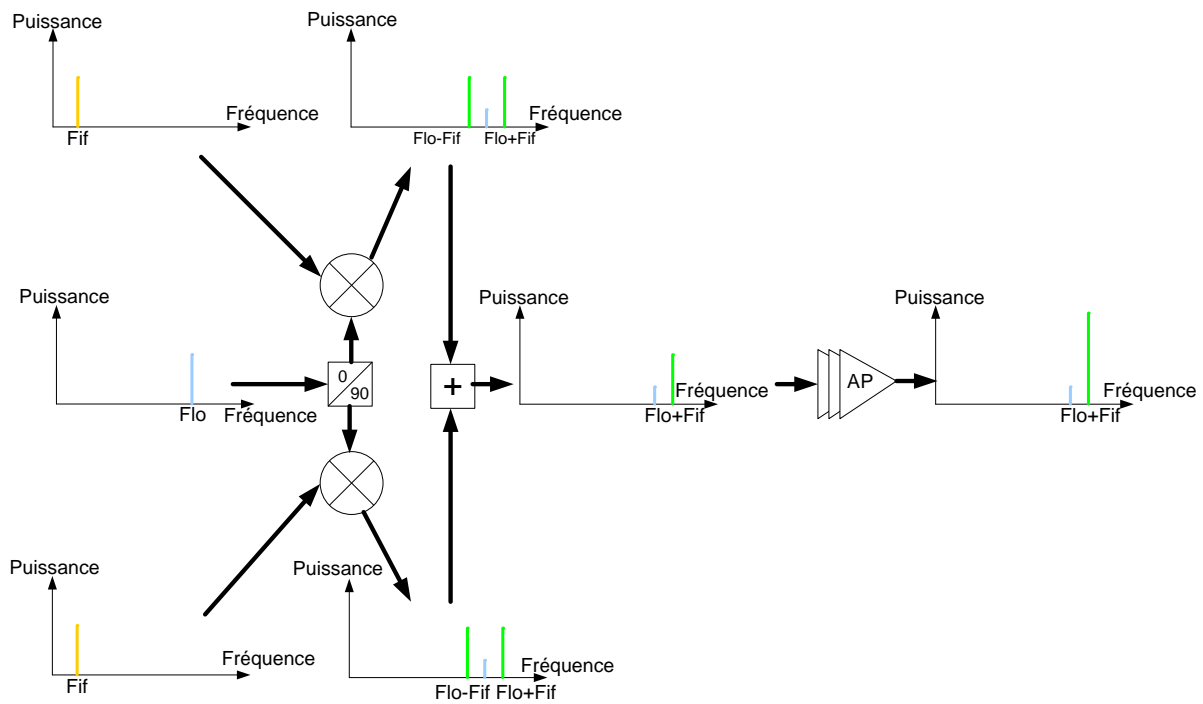 Puissance
Fréquence
Fif
Puissance
Fréquence
Flo-Fif
Flo+Fif
Puissance
Flo
Fréquence
0
90
+
Puissance
Fréquence
Flo+Fif
AP
Puissance
Fréquence
Flo+Fif
Puissance
Fréquence
Fif
Puissance
Fréquence
Flo-Fif
Flo+Fif